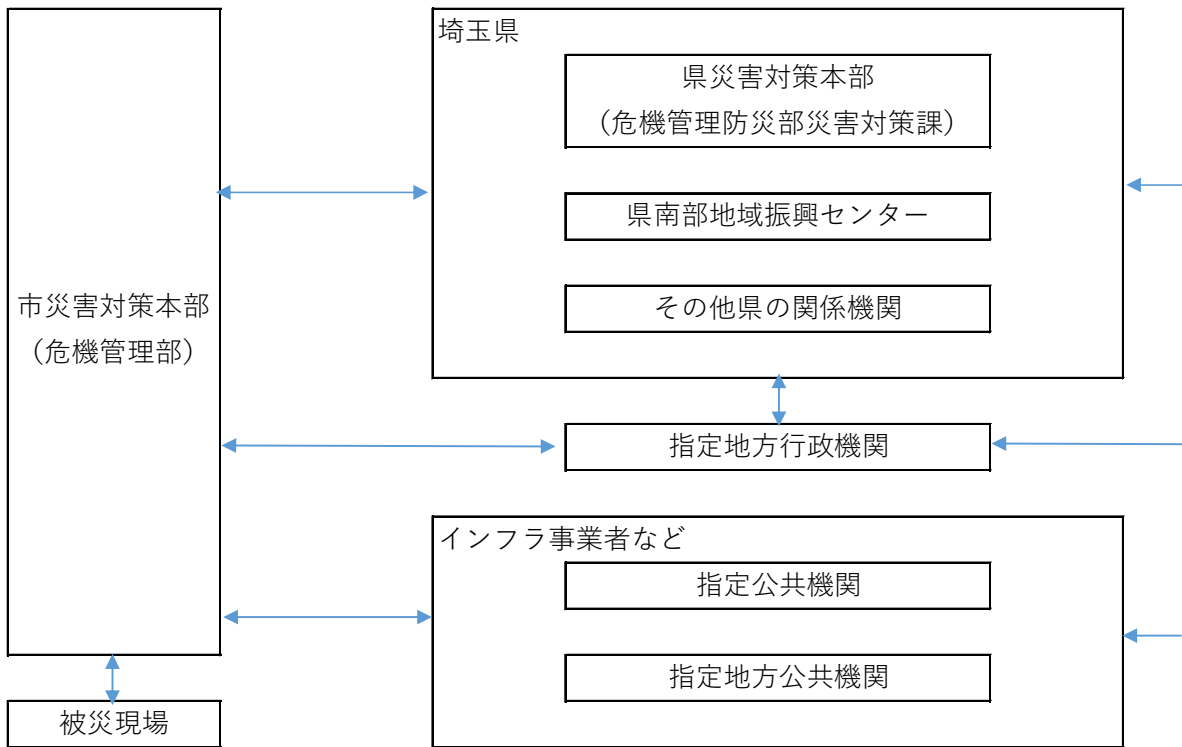 埼玉県
県災害対策本部
（危機管理防災部災害対策課）
県南部地域振興センター
その他県の関係機関
市災害対策本部
（危機管理部）
指定地方行政機関
インフラ事業者など
指定公共機関
指定地方公共機関
被災現場